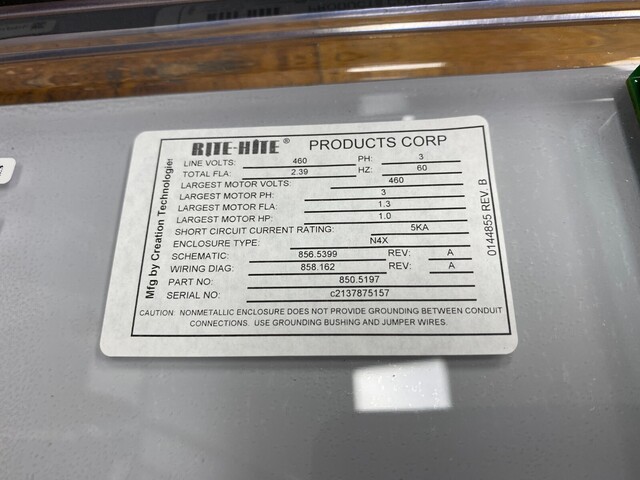 RITE-HITE
RITE-HITE® PRODUCTS CORP
LINE VOLTS: 460 PH: 3
TOTAL FLA: 2.39 HZ: 60
LARGEST MOTOR VOLTS: 460
LARGEST MOTOR PH: 3
LARGEST MOTOR FLA: 1.3
LARGEST MOTOR HP: 1.0
SHORT CIRCUIT CURRENT RATING: 5KA
ENCLOSURE TYPE: N4X
SCHEMATIC: 856.5399 REV: A
WIRING DIAG: 858.162 REV: A
PART NO: 850.5197
SERIAL NO: c2137875157
CAUTION: NONMETALLIC ENCLOSURE DOES NOT PROVIDE GROUNDING BETWEEN CONDUIT
CONNECTIONS. USE GROUNDING BUSHING AND JUMPER WIRES.
Mfg by Creation Technologies
0144855 REV. B